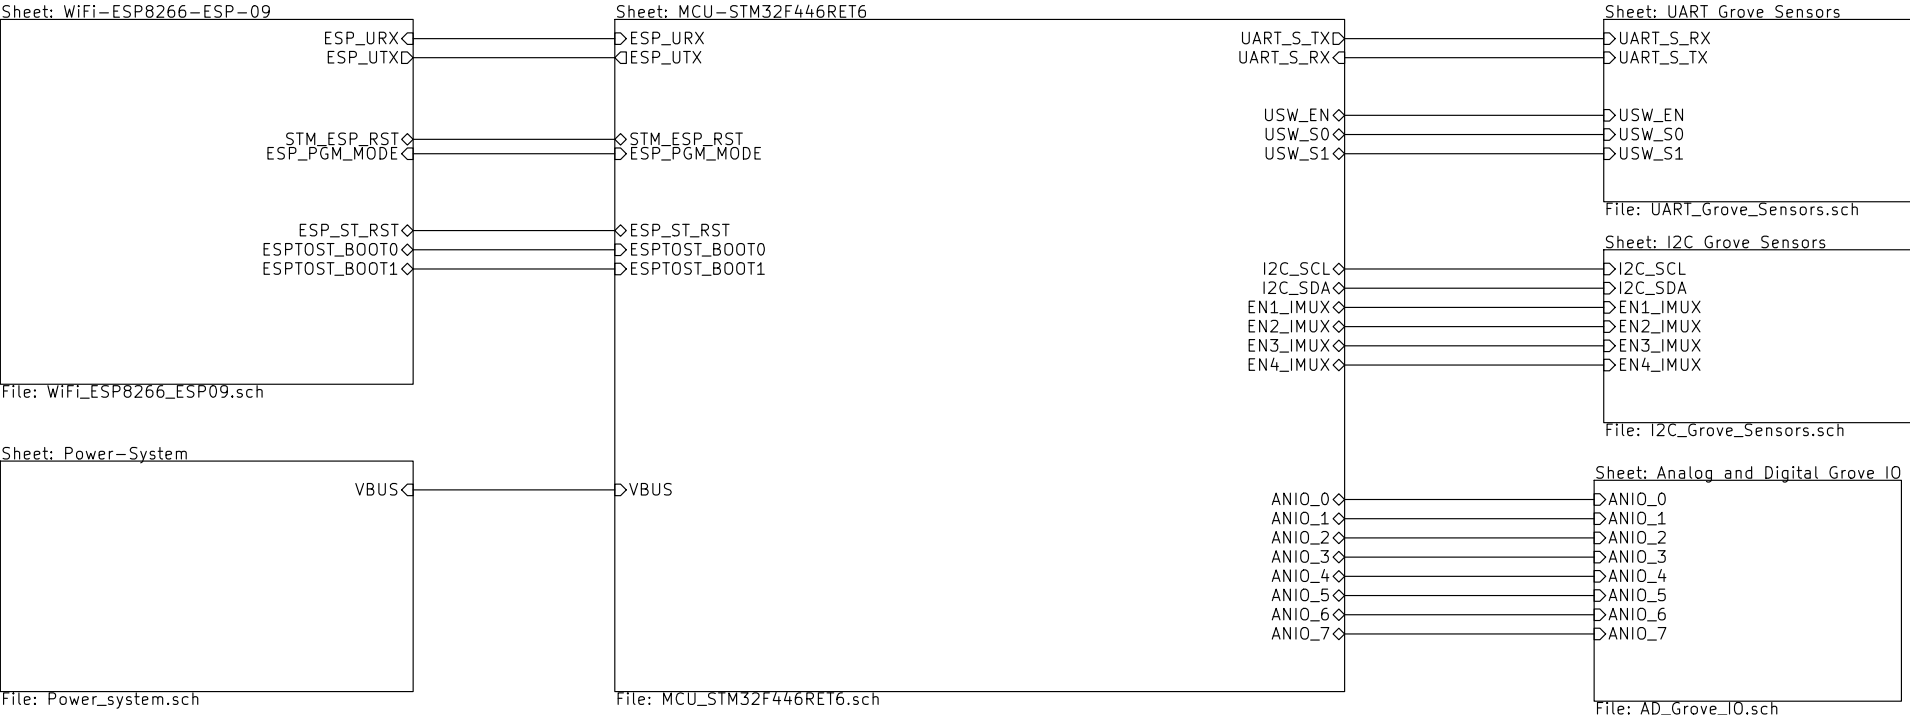 Sheet: WiFi-ESP8266-ESP-09
ESP_URX
ESP_UTX
STM_ESP_RST
ESP_PGM_MODE
ESP_ST_RST
ESPTOST_BOOT0
ESPTOST_BOOT1
File: WiFi_ESP8266_ESP09.sch
Sheet: Power-System
VBUS
File: Power_system.sch
Sheet: MCU-STM32F446RET6
ESP_URX
ESP_UTX
STM_ESP_RST
ESP_PGM_MODE
ESP_ST_RST
ESPTOST_BOOT0
ESPTOST_BOOT1
VBUS
UART_S_TX
UART_S_RX
USW_EN
USW_S0
USW_S1
I2C_SCL
I2C_SDA
EN1_IMUX
EN2_IMUX
EN3_IMUX
EN4_IMUX
ANIO_0
ANIO_1
ANIO_2
ANIO_3
ANIO_4
ANIO_5
ANIO_6
ANIO_7
File: MCU_STM32F446RET6.sch
Sheet: UART Grove Sensors
UART_S_RX
UART_S_TX
USW_EN
USW_S0
USW_S1
File: UART_Grove_Sensors.sch
Sheet: I2C Grove Sensors
I2C_SCL
I2C_SDA
EN1_IMUX
EN2_IMUX
EN3_IMUX
EN4_IMUX
File: I2C_Grove_Sensors.sch
Sheet: Analog and Digital Grove IO
ANIO_0
ANIO_1
ANIO_2
ANIO_3
ANIO_4
ANIO_5
ANIO_6
ANIO_7
File: AD_Grove_IO.sch